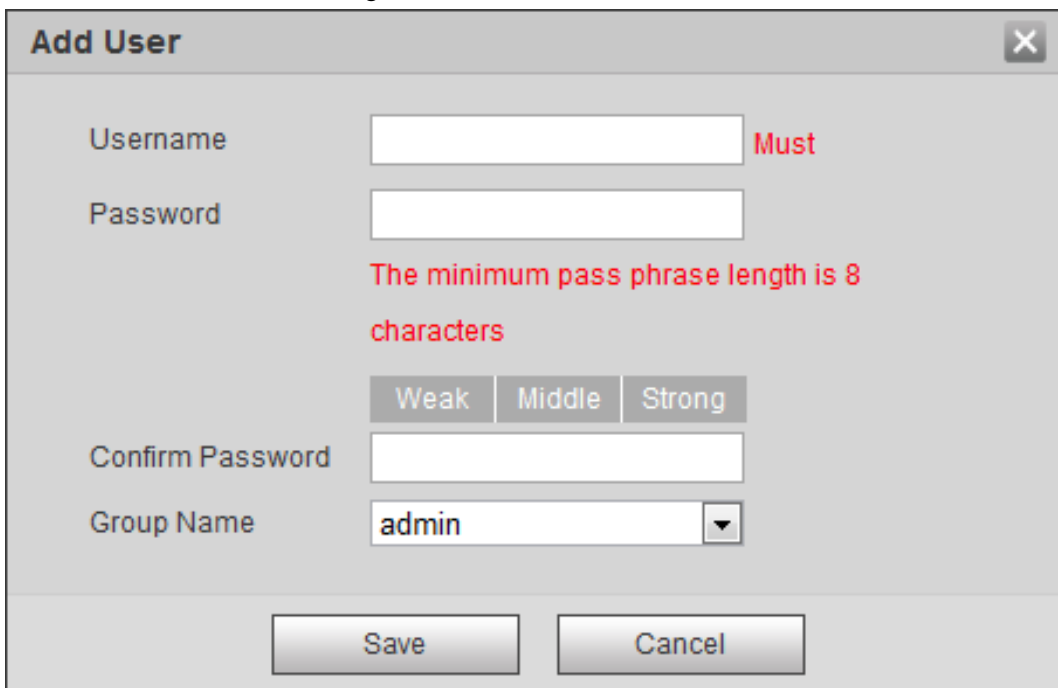 Add User
Username Must
Password
The minimum pass phrase length is 8
characters
Weak Middle Strong
Confirm Password
Group Name admin
Save Cancel